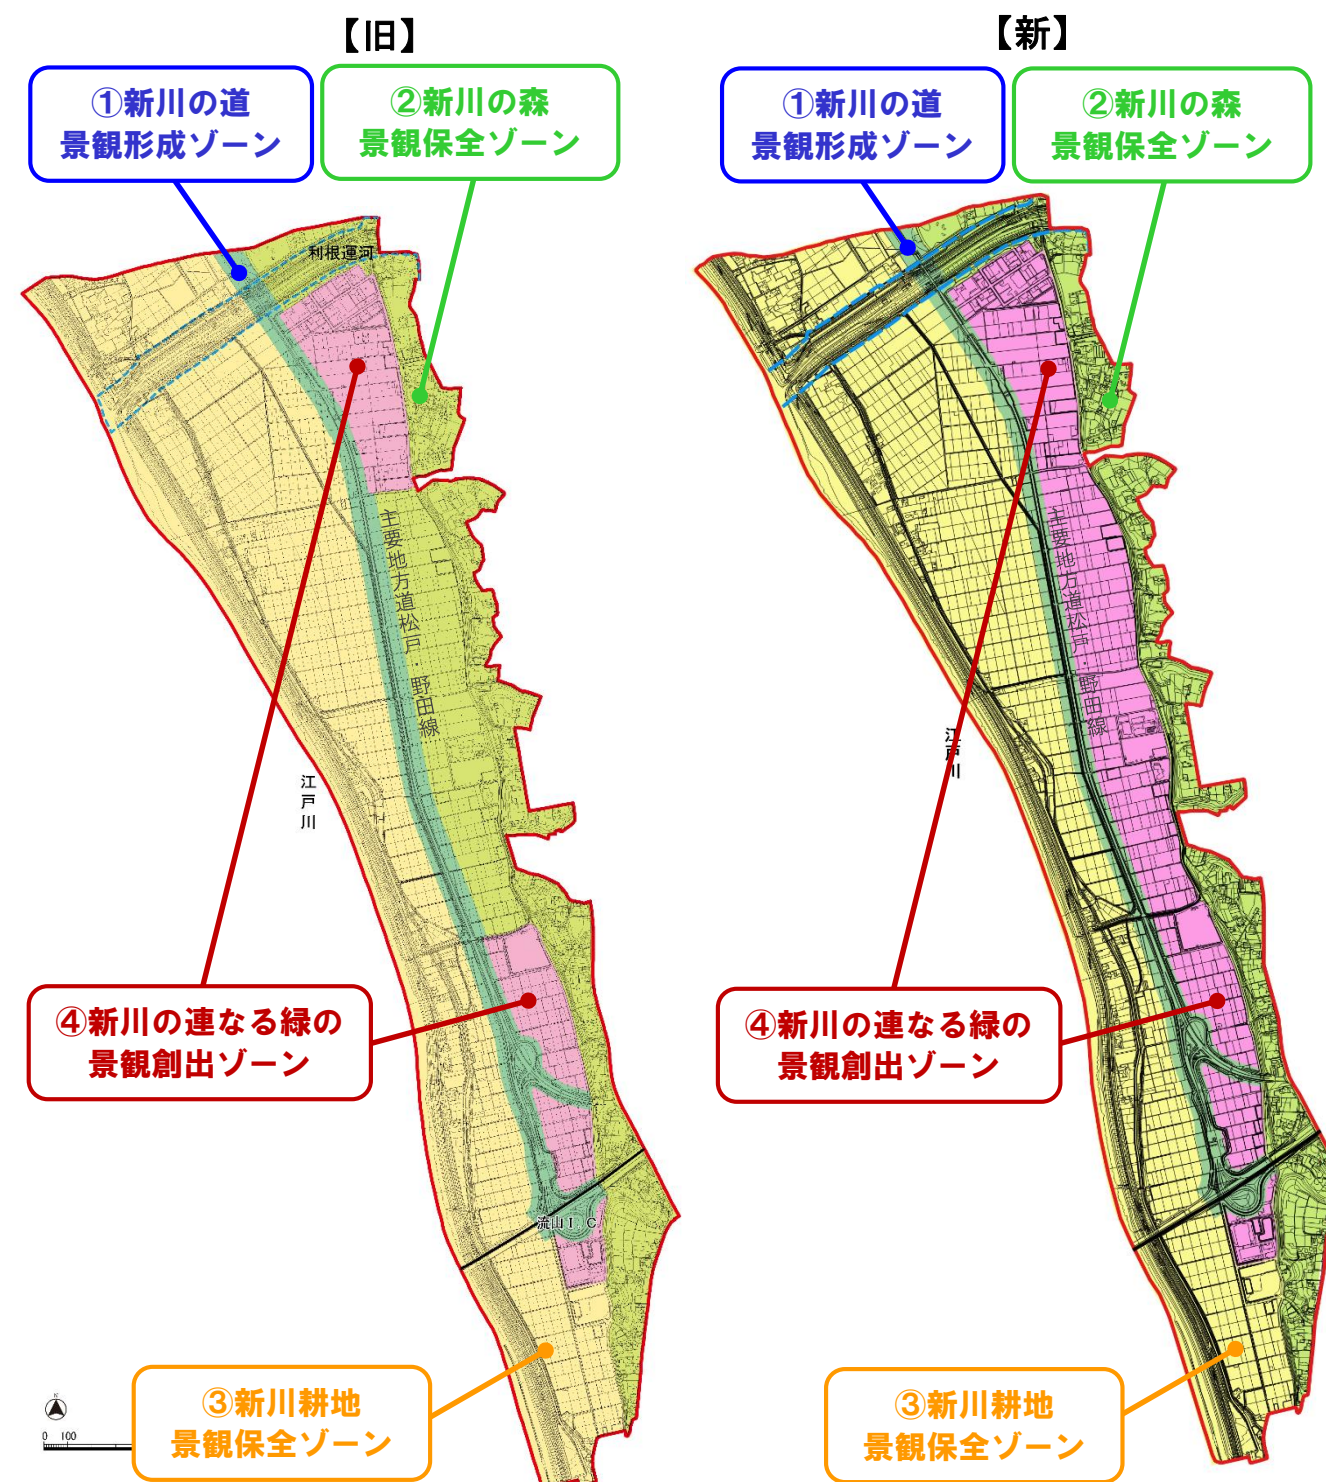 【旧】
①新川の道
景観形成ゾーン
②新川の森
景観保全ゾーン
利根運河
主要地方道松戸・野田線
江戸川
④新川の連なる緑の
景観創出ゾーン
流山I.C
③新川耕地
景観保全ゾーン
N
0 100
【新】
①新川の道
景観形成ゾーン
②新川の森
景観保全ゾーン
主要地方道松戸・野田線
江戸川
④新川の連なる緑の
景観創出ゾーン
③新川耕地
景観保全ゾーン